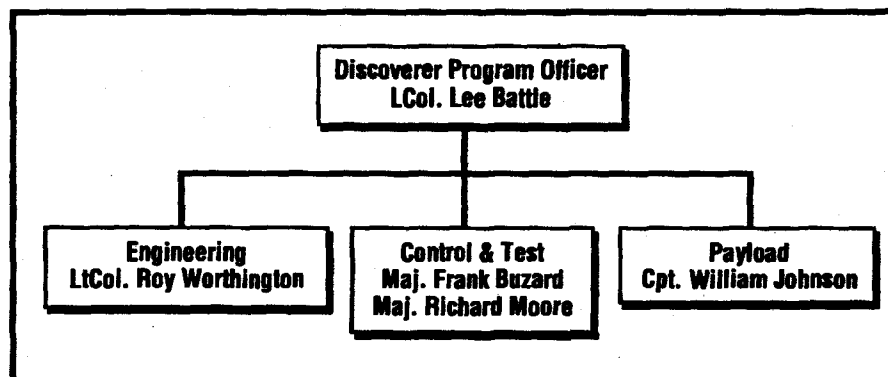 Discoverer Program Officer
LCol. Lee Battle
Engineering
LtCol. Roy Worthington
Control & Test
Maj. Frank Buzard
Maj. Richard Moore
Payload
Cpt. William Johnson